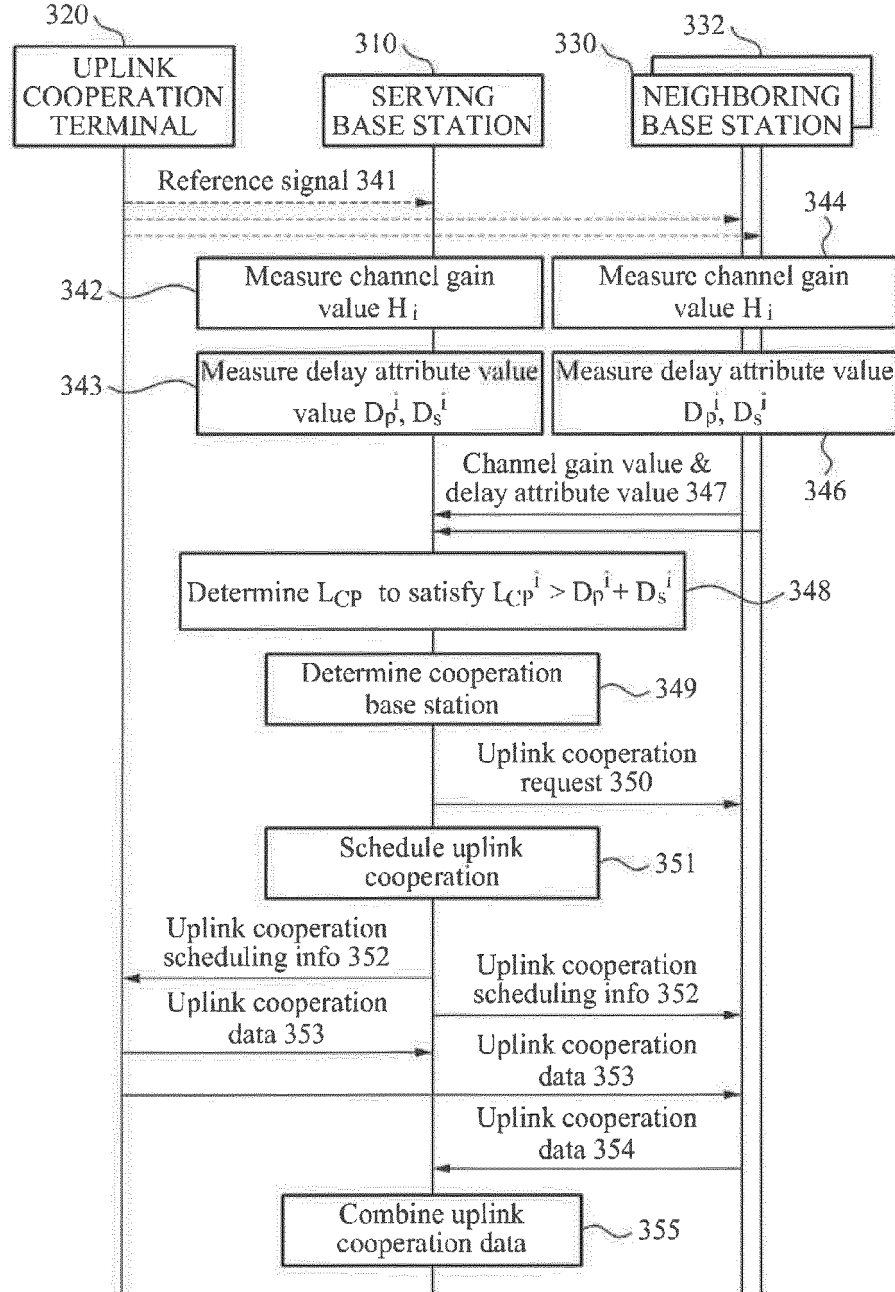 320
UPLINK
COOPERATION
TERMINAL
310
SERVING
BASE STATION
330
332
NEIGHBORING
BASE STATION
Reference signal 341
344
342
Measure channel gain
value H i
Measure channel gain
value H i
343
Measure delay attribute value
value Dp^i, Ds^i
Measure delay attribute value
Dp^i, Ds^i
346
Channel gain value &
delay attribute value 347
Determine LCP to satisfy LCP^i > Dp^i + Ds^i
348
Determine cooperation
base station
349
Uplink cooperation
request 350
Schedule uplink
cooperation
351
Uplink cooperation
scheduling info 352
Uplink cooperation
scheduling info 352
Uplink cooperation
data 353
Uplink cooperation
data 353
Uplink cooperation
data 354
Combine uplink
cooperation data
355